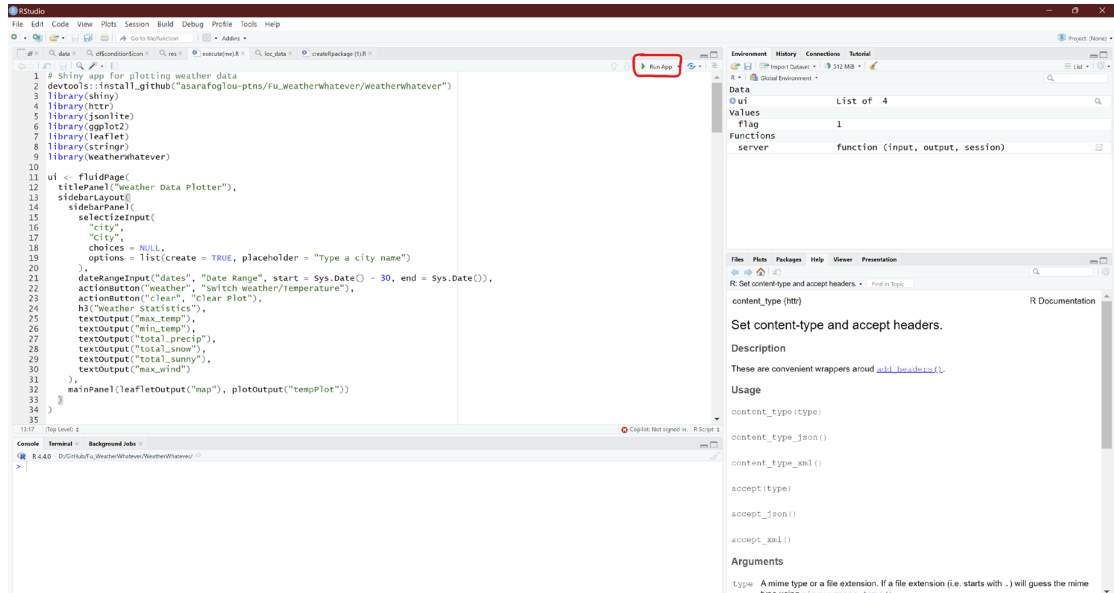 RStudio
File Edit Code View Plots Session Build Debug Profile Tools Help
Go to file/function Addins Project: (None)
df data df$condition$icon res execute(me).R loc_data createRpackage (1).R
Run App
1 # Shiny app for plotting weather data
2 devtools::install_github("asarafoglou-ptns/Fu_WeatherWhatever/WeatherWhatever")
3 library(shiny)
4 library(httr)
5 library(jsonlite)
6 library(ggplot2)
7 library(leaflet)
8 library(stringr)
9 library(WeatherWhatever)
10
11 ui <- fluidPage(
12 titlePanel("Weather Data Plotter"),
13 sidebarLayout(
14 sidebarPanel(
15 selectizeInput(
16 "city",
17 "City",
18 choices = NULL,
19 options = list(create = TRUE, placeholder = "Type a city name")
20 ),
21 dateRangeInput("dates", "Date Range", start = Sys.Date() - 30, end = Sys.Date()),
22 actionButton("weather", "Switch Weather/Temperature"),
23 actionButton("clear", "Clear Plot"),
24 h3("Weather Statistics"),
25 textOutput("max_temp"),
26 textOutput("min_temp"),
27 textOutput("total_precip"),
28 textOutput("total_snow"),
29 textOutput("total_sunny"),
30 textOutput("max_wind")
31 ),
32 mainPanel(leafletOutput("map"), plotOutput("tempPlot"))
33 )
34 )
35
13:17 (Top Level) Copilot: Not signed in. R Script
Console Terminal Background Jobs
R 4.4.0 · D:/GitHub/Fu_WeatherWhatever/WeatherWhatever/
>
Environment History Connections Tutorial
Import Dataset 512 MiB List
R Global Environment
Data
ui List of 4
Values
flag 1
Functions
server function (input, output, session)
Files Plots Packages Help Viewer Presentation
R: Set content-type and accept headers. Find in Topic
content_type {httr} R Documentation
Set content-type and accept headers.
Description
These are convenient wrappers aroud add_headers().
Usage
content_type(type)
content_type_json()
content_type_xml()
accept(type)
accept_json()
accept_xml()
Arguments
type A mime type or a file extension. If a file extension (i.e. starts with .) will guess the mime